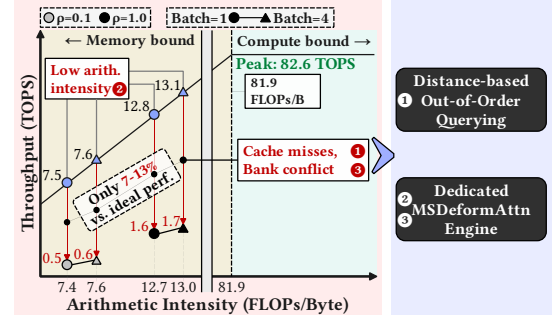 ρ=0.1 ρ=1.0 Batch=1 Batch=4
← Memory bound
Compute bound →
Peak: 82.6 TOPS
Low arith.
intensity ❷
81.9
FLOPs/B
13.1
12.8
7.6
7.5
Only 7-13%
vs. ideal perf.
Cache misses, ❶
Bank conflict ❸
1.6 1.7
0.5 0.6
7.4 7.6 12.7 13.0 81.9
Arithmetic Intensity (FLOPs/Byte)
Throughput (TOPS)
Distance-based
① Out-of-Order
Querying
② Dedicated
③ MSDeformAttn
Engine